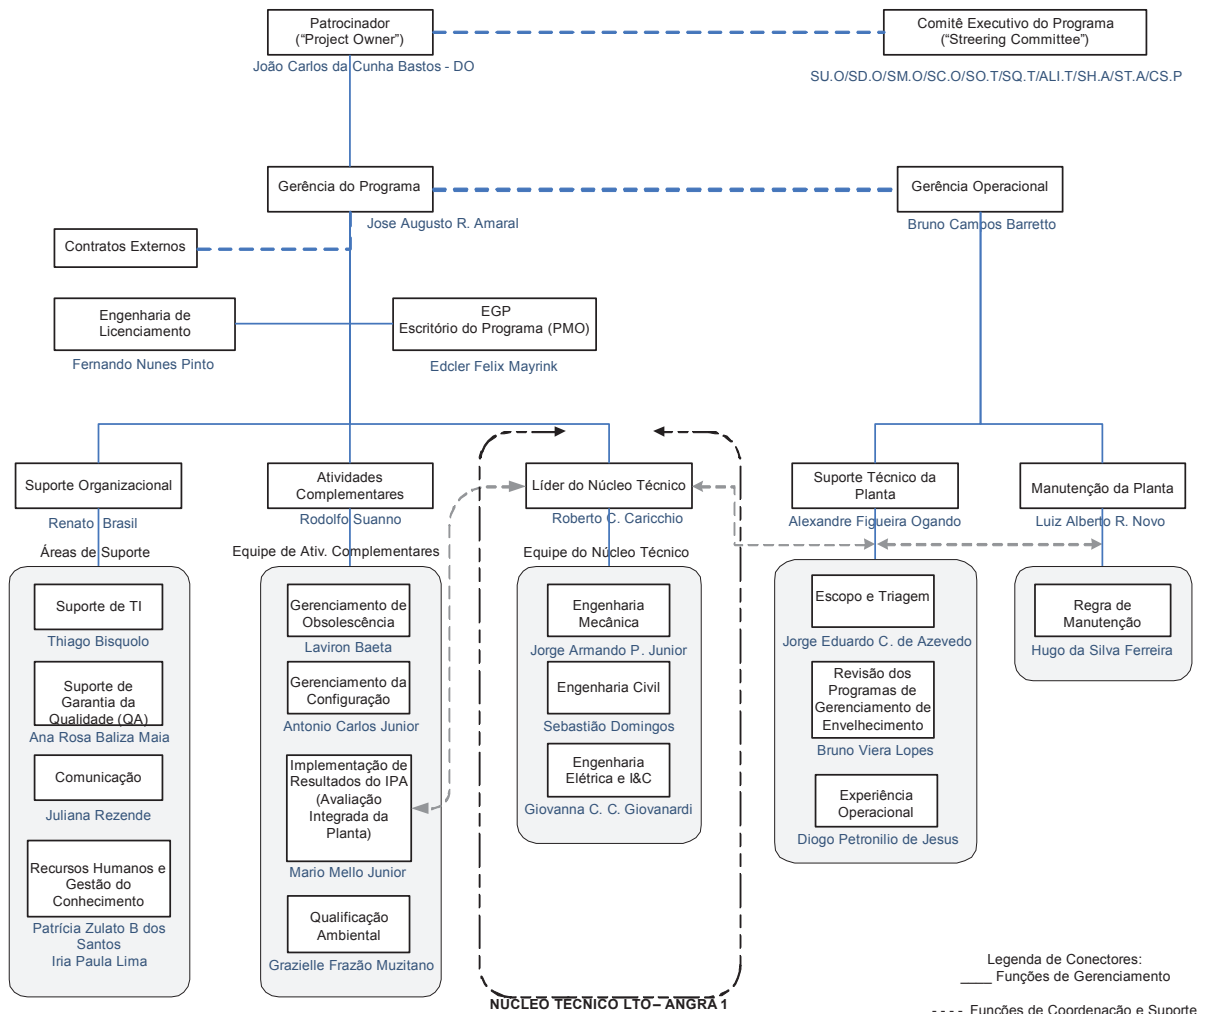 Patrocinador
(“Project Owner”)
João Carlos da Cunha Bastos - DO
Comitê Executivo do Programa
(“Streering Committee”)
SU.O/SD.O/SM.O/SC.O/SO.T/SQ.T/ALI.T/SH.A/ST.A/CS.P
Gerência do Programa
Jose Augusto R. Amaral
Gerência Operacional
Bruno Campos Barretto
Contratos Externos
Engenharia de
Licenciamento
Fernando Nunes Pinto
EGP
Escritório do Programa (PMO)
Edcler Felix Mayrink
Suporte Organizacional
Renato Brasil
Áreas de Suporte
Suporte de TI
Thiago Bisquolo
Suporte de
Garantia da
Qualidade (QA)
Ana Rosa Baliza Maia
Comunicação
Juliana Rezende
Recursos Humanos e
Gestão do
Conhecimento
Patrícia Zulato B dos
Santos
Iria Paula Lima
Atividades
Complementares
Rodolfo Suanno
Equipe de Ativ. Complementares
Gerenciamento de
Obsolescência
Laviron Baeta
Gerenciamento da
Configuração
Antonio Carlos Junior
Implementação de
Resultados do IPA
(Avaliação
Integrada da
Planta)
Mario Mello Junior
Qualificação
Ambiental
Grazielle Frazão Muzitano
Líder do Núcleo Técnico
Roberto C. Caricchio
Equipe do Núcleo Técnico
Engenharia
Mecânica
Jorge Armando P. Junior
Engenharia Civil
Sebastião Domingos
Engenharia
Elétrica e I&C
Giovanna C. C. Giovanardi
NÚCLEO TÉCNICO LTO – ANGRA 1
Suporte Técnico da
Planta
Alexandre Figueira Ogando
Escopo e Triagem
Jorge Eduardo C. de Azevedo
Revisão dos
Programas de
Gerenciamento de
Envelhecimento
Bruno Viera Lopes
Experiência
Operacional
Diogo Petronilio de Jesus
Manutenção da Planta
Luiz Alberto R. Novo
Regra de
Manutenção
Hugo da Silva Ferreira
Legenda de Conectores:
____ Funções de Gerenciamento
- - - - Funções de Coordenação e Suporte